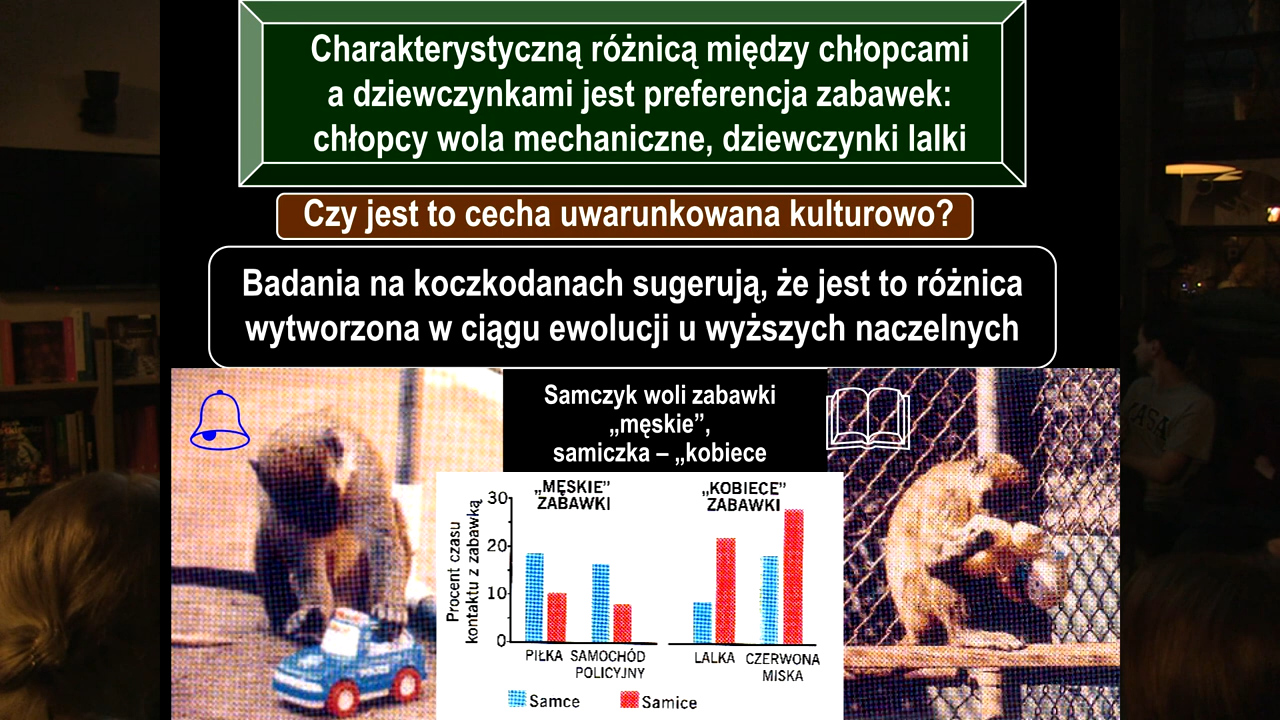 Charakterystyczną różnicą między chłopcami
a dziewczynkami jest preferencja zabawek:
chłopcy wola mechaniczne, dziewczynki lalki
Czy jest to cecha uwarunkowana kulturowo?
Badania na koczkodanach sugerują, że jest to różnica
wytworzona w ciągu ewolucji u wyższych naczelnych
Samczyk woli zabawki
„męskie”,
samiczka – „kobiece
„MĘSKIE”
ZABAWKI
„KOBIECE”
ZABAWKI
Procent czasu
kontaktu z zabawką
30
20
10
0
PIŁKA
SAMOCHÓD
POLICYJNY
LALKA
CZERWONA
MISKA
Samce
Samice